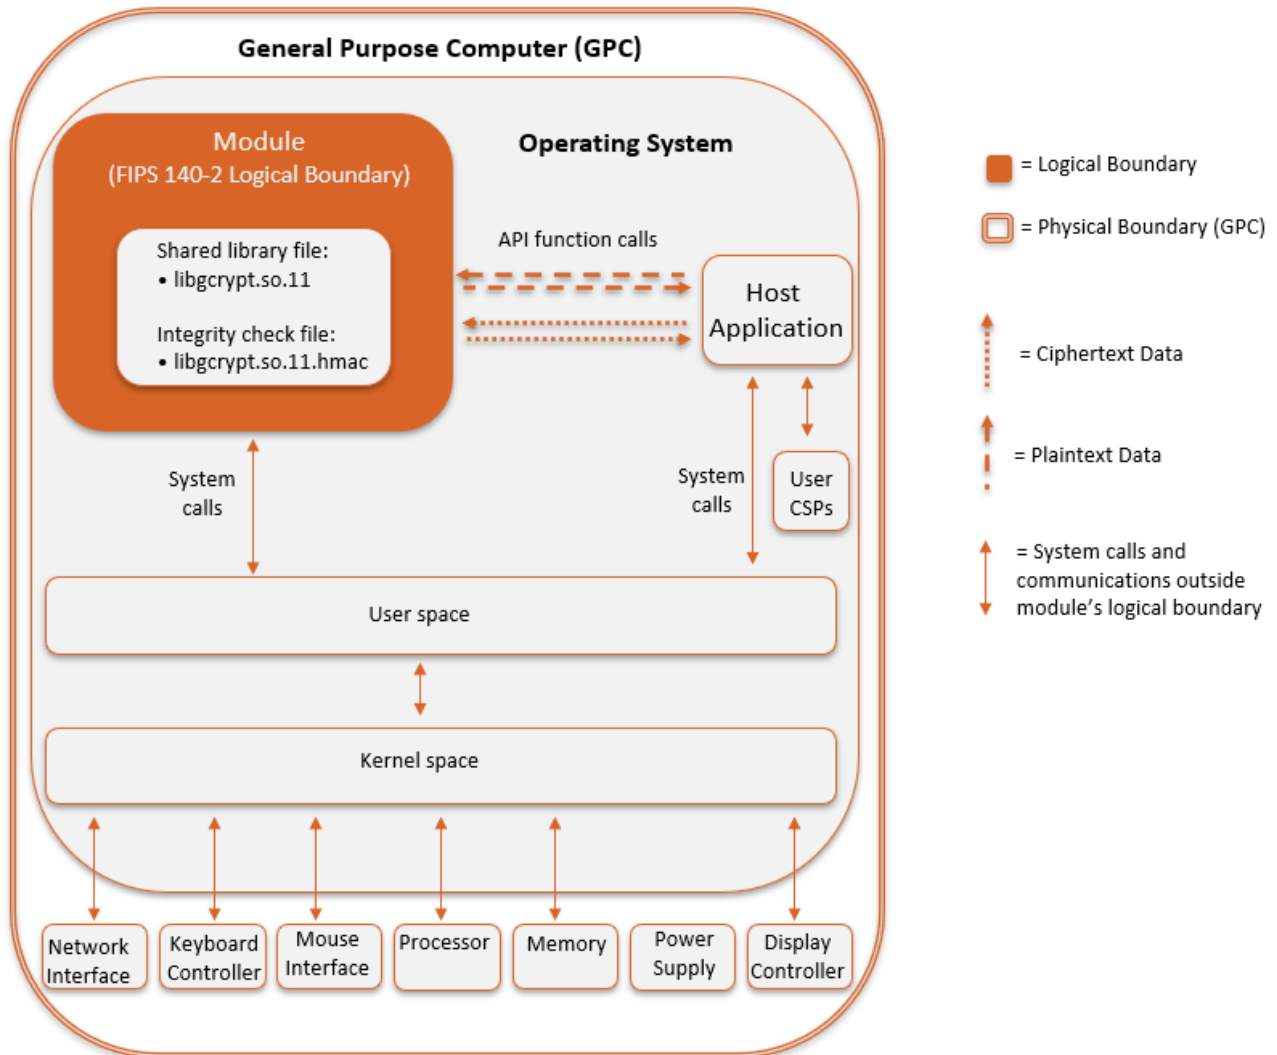 General Purpose Computer (GPC)
Module
(FIPS 140-2 Logical Boundary)
Operating System
Shared library file:
• libgcrypt.so.11
Integrity check file:
• libgcrypt.so.11.hmac
API function calls
Host
Application
System
calls
System
calls
User
CSPs
User space
Kernel space
Network
Interface
Keyboard
Controller
Mouse
Interface
Processor
Memory
Power
Supply
Display
Controller
= Logical Boundary
= Physical Boundary (GPC)
= Ciphertext Data
= Plaintext Data
= System calls and
communications outside
module’s logical boundary